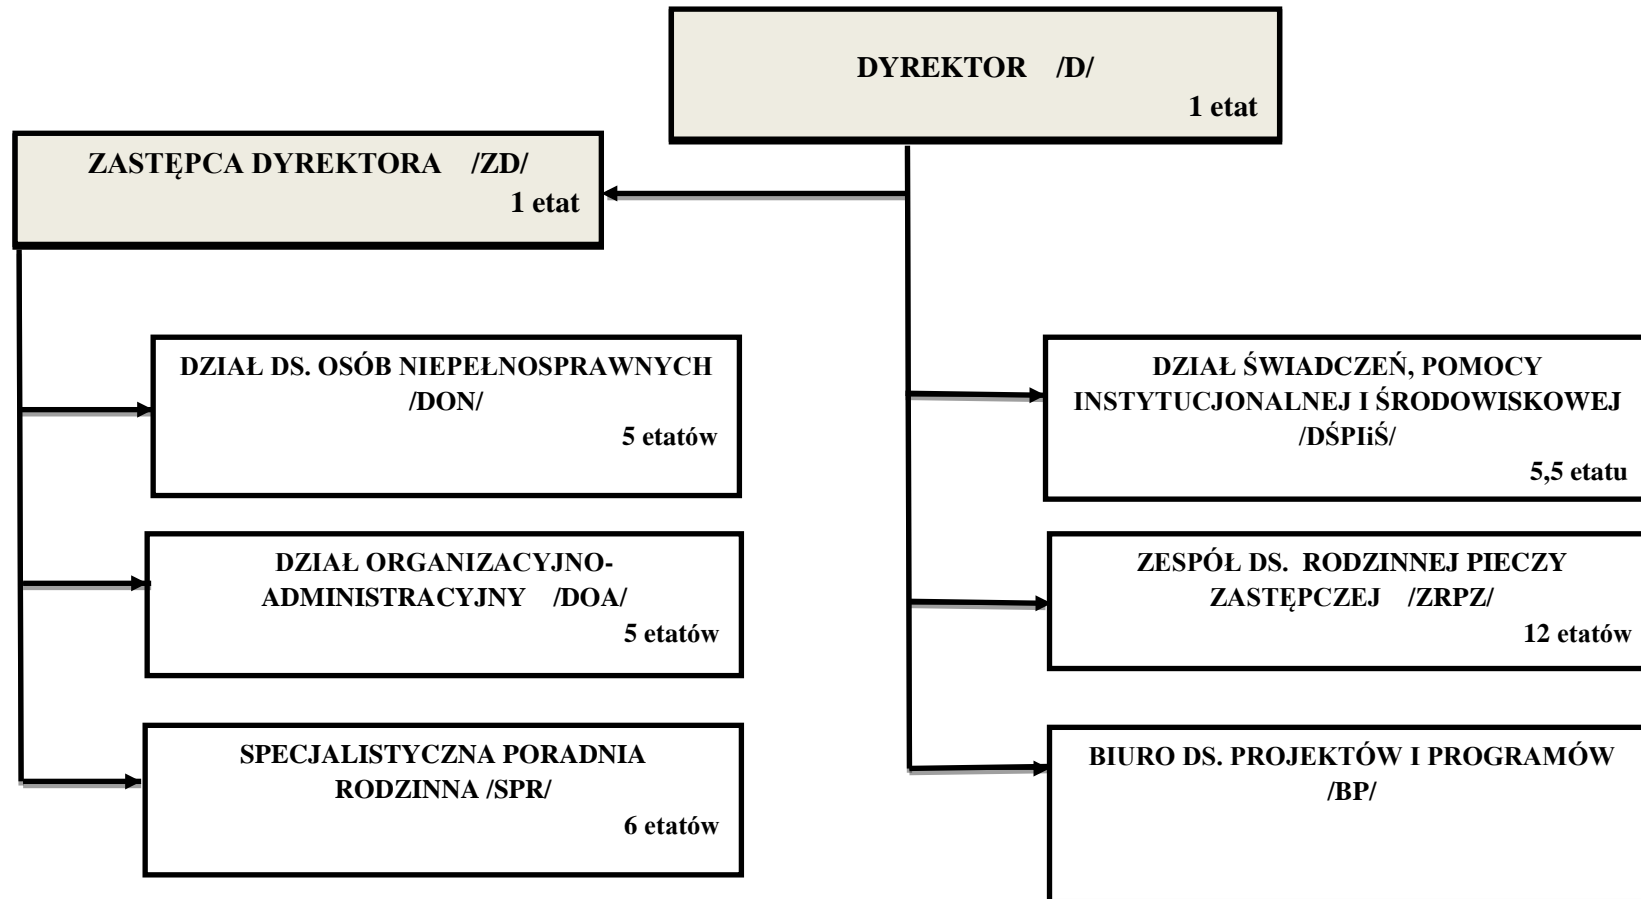 DYREKTOR /D/
1 etat
ZASTĘPCA DYREKTORA /ZD/
1 etat
DZIAŁ DS. OSÓB NIEPEŁNOSPRAWNYCH
/DON/
5 etatów
DZIAŁ ORGANIZACYJNO-
ADMINISTRACYJNY /DOA/
5 etatów
SPECJALISTYCZNA PORADNIA
RODZINNA /SPR/
6 etatów
DZIAŁ ŚWIADCZEŃ, POMOCY
INSTYTUCJONALNEJ I ŚRODOWISKOWEJ
/DŚPIiŚ/
5,5 etatu
ZESPÓŁ DS. RODZINNEJ PIECZY
ZASTĘPCZEJ /ZRPZ/
12 etatów
BIURO DS. PROJEKTÓW I PROGRAMÓW
/BP/